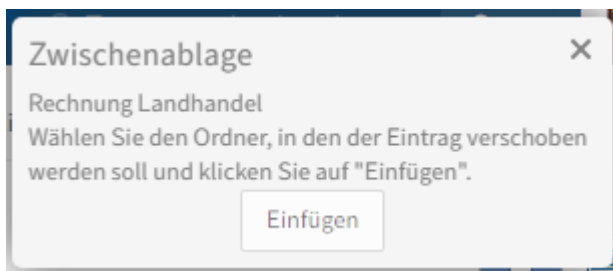 Zwischenablage
Rechnung Landhandel
Wählen Sie den Ordner, in den der Eintrag verschoben
werden soll und klicken Sie auf "Einfügen".
Einfügen